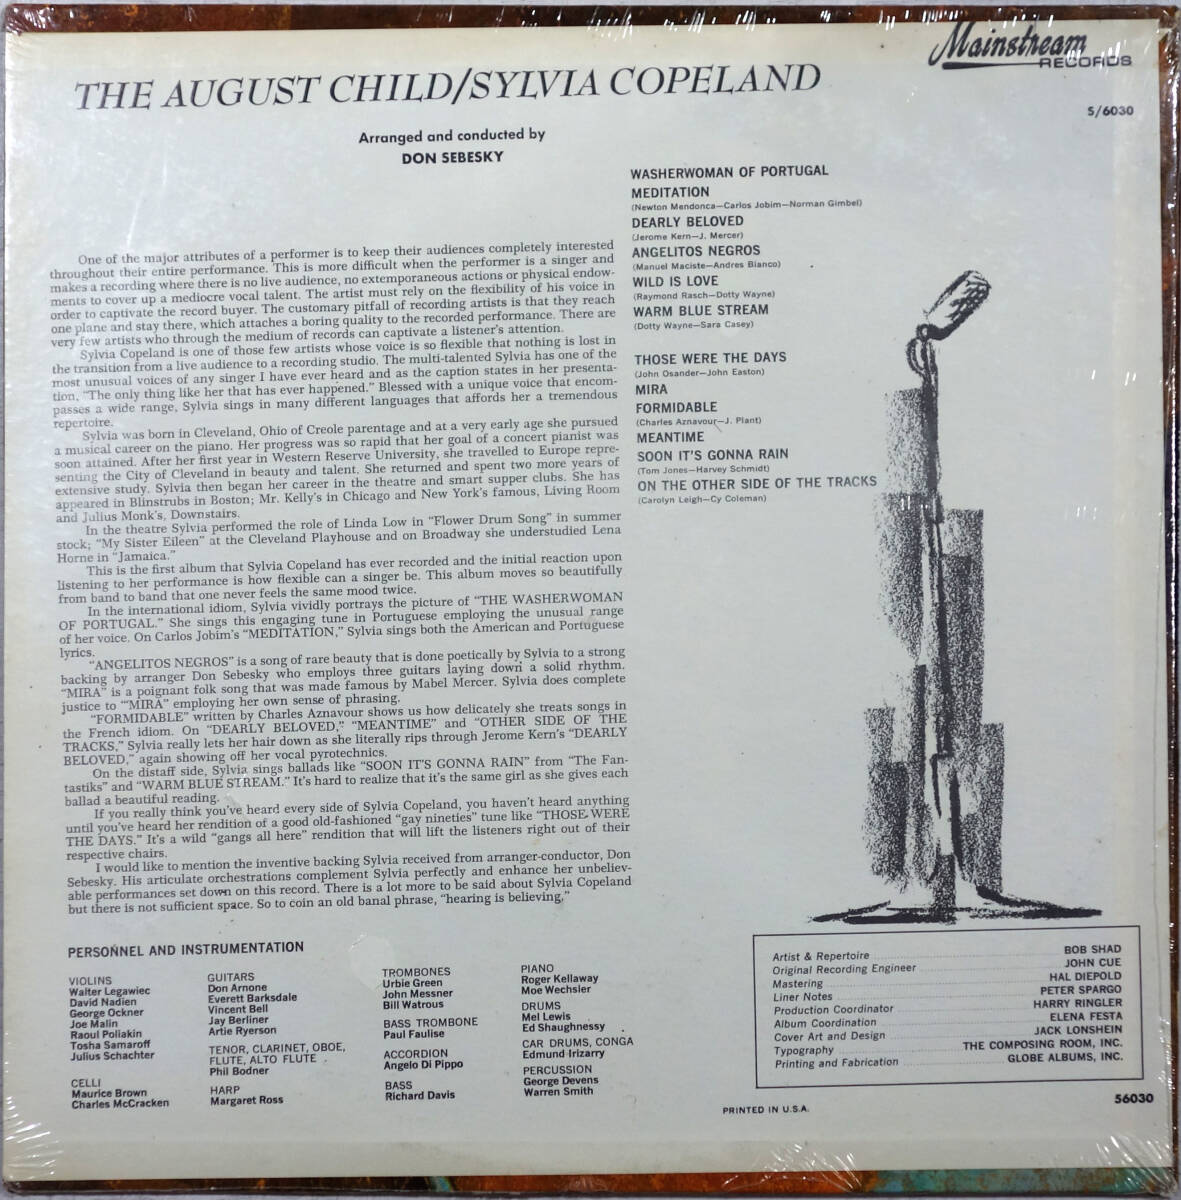 Mainstream
RECORDS
THE AUGUST CHILD/SYLVIA COPELAND
S/6030
Arranged and conducted by
DON SEBESKY
One of the major attributes of a performer is to keep their audiences completely interested
throughout their entire performance. This is more difficult when the performer is a singer and
makes a recording where there is no live audience, no extemporaneous actions or physical endow-
ments to cover up a mediocre vocal talent. The artist must rely on the flexibility of his voice in
order to captivate the record buyer. The customary pitfall of recording artists is that they reach
one plane and stay there, which attaches a boring quality to the recorded performance. There are
very few artists who through the medium of records can captivate a listener's attention.
Sylvia Copeland is one of those few artists whose voice is so flexible that nothing is lost in
the transition from a live audience to a recording studio. The multi-talented Sylvia has one of the
most unusual voices of any singer I have ever heard and as the caption states in her presenta-
tion, "The only thing like her that has ever happened." Blessed with a unique voice that encom-
passes a wide range, Sylvia sings in many different languages that affords her a tremendous
repertoire.
Sylvia was born in Cleveland, Ohio of Creole parentage and at a very early age she pursued
a musical career on the piano. Her progress was so rapid that her goal of a concert pianist was
soon attained. After her first year in Western Reserve University, she travelled to Europe repre-
senting the City of Cleveland in beauty and talent. She returned and spent two more years of
extensive study. Sylvia then began her career in the theatre and smart supper clubs. She has
appeared in Blinstrubs in Boston; Mr. Kelly's in Chicago and New York's famous, Living Room
and Julius Monk's, Downstairs.
In the theatre Sylvia performed the role of Linda Low in "Flower Drum Song" in summer
stock; "My Sister Eileen" at the Cleveland Playhouse and on Broadway she understudied Lena
Horne in "Jamaica."
This is the first album that Sylvia Copeland has ever recorded and the initial reaction upon
listening to her performance is how flexible can a singer be. This album moves so beautifully
from band to band that one never feels the same mood twice.
In the international idiom, Sylvia vividly portrays the picture of "THE WASHERWOMAN
OF PORTUGAL." She sings this engaging tune in Portuguese employing the unusual range
of her voice. On Carlos Jobim's "MEDITATION," Sylvia sings both the American and Portuguese
lyrics.
"ANGELITOS NEGROS" is a song of rare beauty that is done poetically by Sylvia to a strong
backing by arranger Don Sebesky who employs three guitars laying down a solid rhythm.
"MIRA" is a poignant folk song that was made famous by Mabel Mercer. Sylvia does complete
justice to "MIRA" employing her own sense of phrasing.
"FORMIDABLE" written by Charles Aznavour shows us how delicately she treats songs in
the French idiom. On "DEARLY BELOVED," "MEANTIME" and "OTHER SIDE OF THE
TRACKS," Sylvia really lets her hair down as she literally rips through Jerome Kern's "DEARLY
BELOVED," again showing off her vocal pyrotechnics.
On the distaff side, Sylvia sings ballads like "SOON IT'S GONNA RAIN" from "The Fan-
tastiks" and "WARM BLUE STREAM." It's hard to realize that it's the same girl as she gives each
ballad a beautiful reading.
If you really think you've heard every side of Sylvia Copeland, you haven't heard anything
until you've heard her rendition of a good old-fashioned "gay nineties" tune like "THOSE WERE
THE DAYS." It's a wild "gangs all here" rendition that will lift the listeners right out of their
respective chairs.
I would like to mention the inventive backing Sylvia received from arranger-conductor, Don
Sebesky. His articulate orchestrations complement Sylvia perfectly and enhance her unbeliev-
able performances set down on this record. There is a lot more to be said about Sylvia Copeland
but there is not sufficient space. So to coin an old banal phrase, "hearing is believing."
WASHERWOMAN OF PORTUGAL
MEDITATION
(Newton Mendonca—Carlos Jobim—Norman Gimbel)
DEARLY BELOVED
(Jerome Kern—J. Mercer)
ANGELITOS NEGROS
(Manuel Maciste—Andres Blanco)
WILD IS LOVE
(Raymond Rasch—Dotty Wayne)
WARM BLUE STREAM
(Dotty Wayne—Sara Casey)
THOSE WERE THE DAYS
(John Osander—John Easton)
MIRA
FORMIDABLE
(Charles Aznavour—J. Plant)
MEANTIME
SOON IT'S GONNA RAIN
(Tom Jones—Harvey Schmidt)
ON THE OTHER SIDE OF THE TRACKS
(Carolyn Leigh—Cy Coleman)
PERSONNEL AND INSTRUMENTATION
VIOLINS
Walter Legawiec
David Nadien
George Ockner
Joe Malin
Raoul Poliakin
Tosha Samaroff
Julius Schachter
CELLI
Maurice Brown
Charles McCracken
GUITARS
Don Arnone
Everett Barksdale
Vincent Bell
Jay Berliner
Artie Ryerson
TENOR, CLARINET, OBOE,
FLUTE, ALTO FLUTE
Phil Bodner
HARP
Margaret Ross
TROMBONES
Urbie Green
John Messner
Bill Watrous
BASS TROMBONE
Paul Faulise
ACCORDION
Angelo Di Pippo
BASS
Richard Davis
PIANO
Roger Kellaway
Moe Wechsler
DRUMS
Mel Lewis
Ed Shaughnessy
CAR DRUMS, CONGA
Edmund Irizarry
PERCUSSION
George Devens
Warren Smith
Artist & Repertoire BOB SHAD
Original Recording Engineer JOHN CUE
Mastering HAL DIEPOLD
Liner Notes PETER SPARGO
Production Coordinator HARRY RINGLER
Album Coordination ELENA FESTA
Cover Art and Design JACK LONSHEIN
Typography THE COMPOSING ROOM, INC.
Printing and Fabrication GLOBE ALBUMS, INC.
PRINTED IN U.S.A.
56030